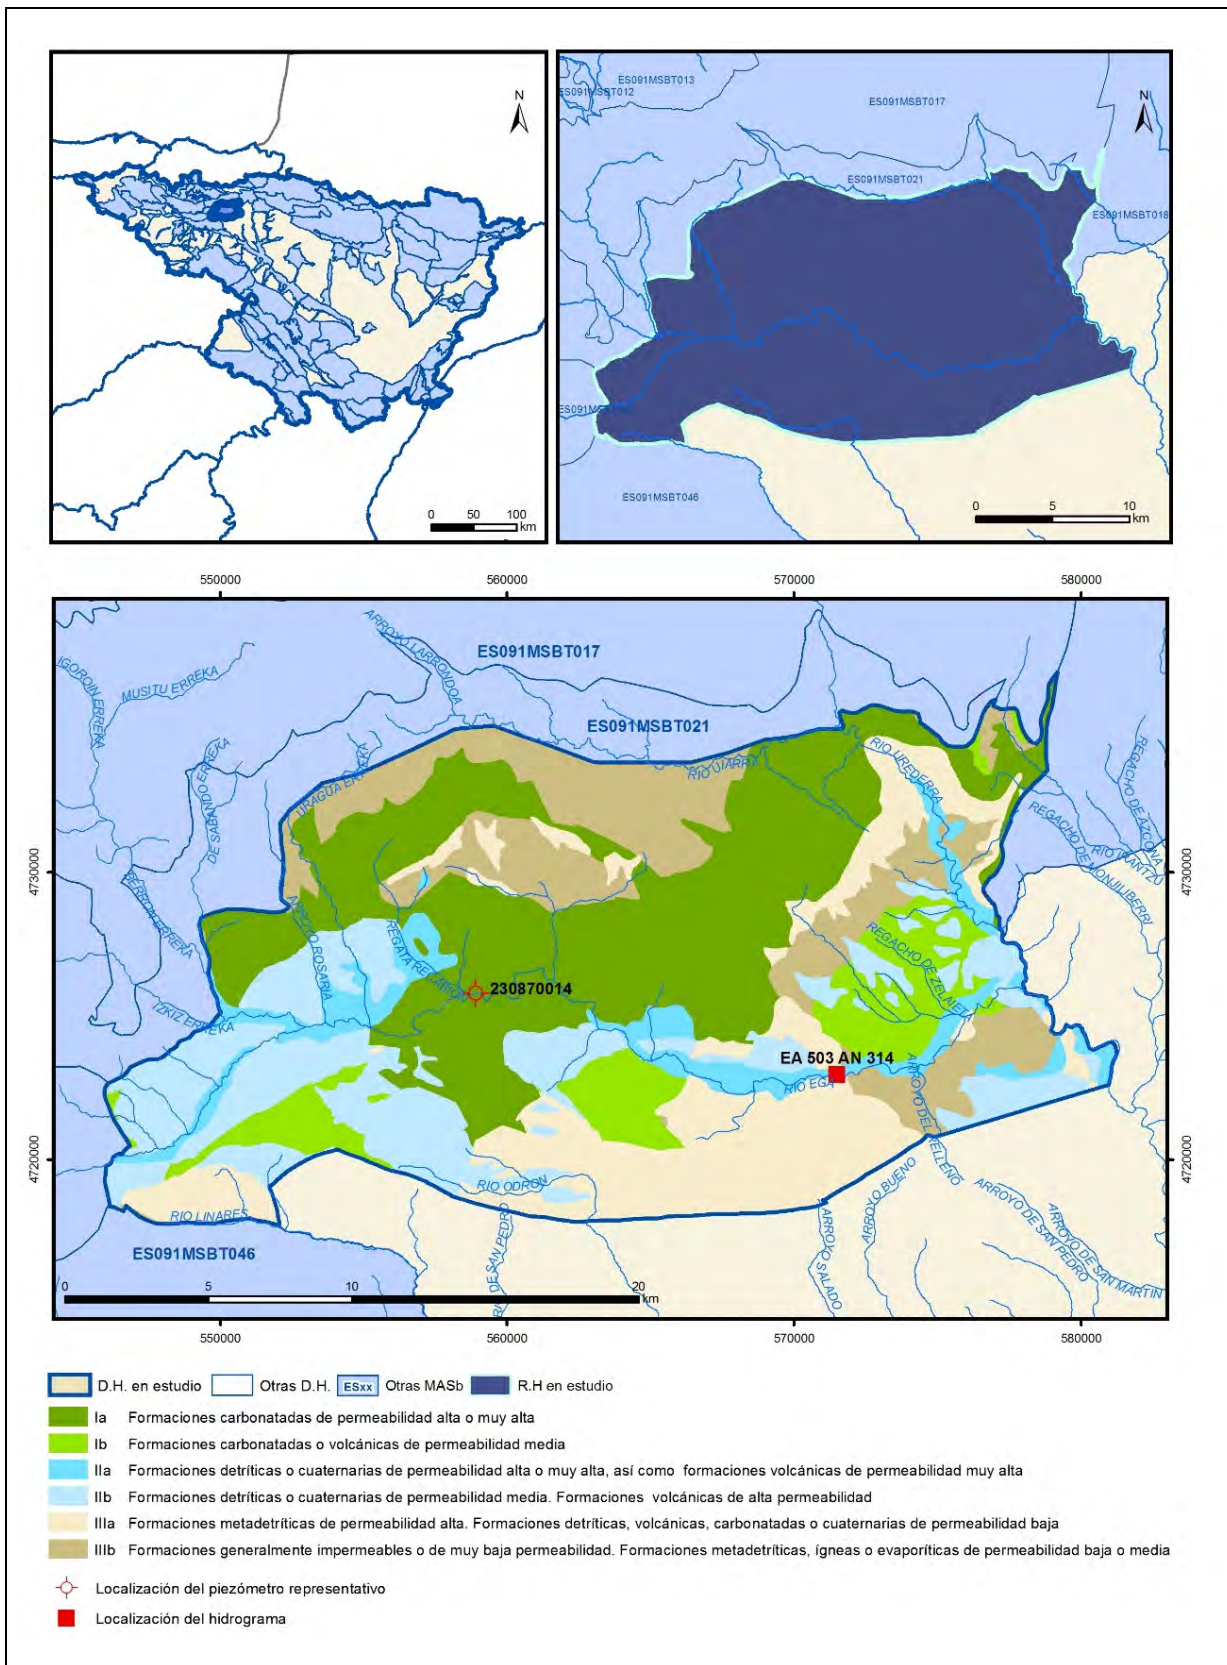 N
0 50 100
km
N
ES091MSBT013
ES091MSBT012
ES091MSBT017
ES091MSBT021
ES091MSBT018
ES091MSBT046
0 5 10
km
550000 560000 570000 580000
4730000
4720000
4730000
4720000
ES091MSBT017
ES091MSBT021
ES091MSBT046
IGOROIN ERREKA
MUSITU ERREKA
ARROYO LARRONDOA
URAGUA ERREKA
BERRON ERREKA
IZKIZ ERREKA
ARROYO ROSARIA
230870014
RIO UREDERRA
REGACHO DE AZCONA
RIO IRANTZU
REGACHO DE MONJILIBERRI
REGACHO DE ZELAIETA
EA 503 AN 314
RIO EGA
ARROYO DEL RELLENO
RIO ODRON
RIO LINARES
RIO DE SAN PEDRO
ARROYO SALADO
ARROYO BUENO
ARROYO DE SAN PEDRO
ARROYO DE SAN MARTIN
0 5 10 20
km
550000 560000 570000 580000
D.H. en estudio Otras D.H. ESxx Otras MASb R.H en estudio
Ia Formaciones carbonatadas de permeabilidad alta o muy alta
Ib Formaciones carbonatadas o volcánicas de permeabilidad media
IIa Formaciones detríticas o cuaternarias de permeabilidad alta o muy alta, así como formaciones volcánicas de permeabilidad muy alta
IIb Formaciones detríticas o cuaternarias de permeabilidad media. Formaciones volcánicas de alta permeabilidad
IIIa Formaciones metadetríticas de permeabilidad alta. Formaciones detríticas, volcánicas, carbonatadas o cuaternarias de permeabilidad baja
IIIb Formaciones generalmente impermeables o de muy baja permeabilidad. Formaciones metadetríticas, ígneas o evaporíticas de permeabilidad baja o media
Localización del piezómetro representativo
Localización del hidrograma